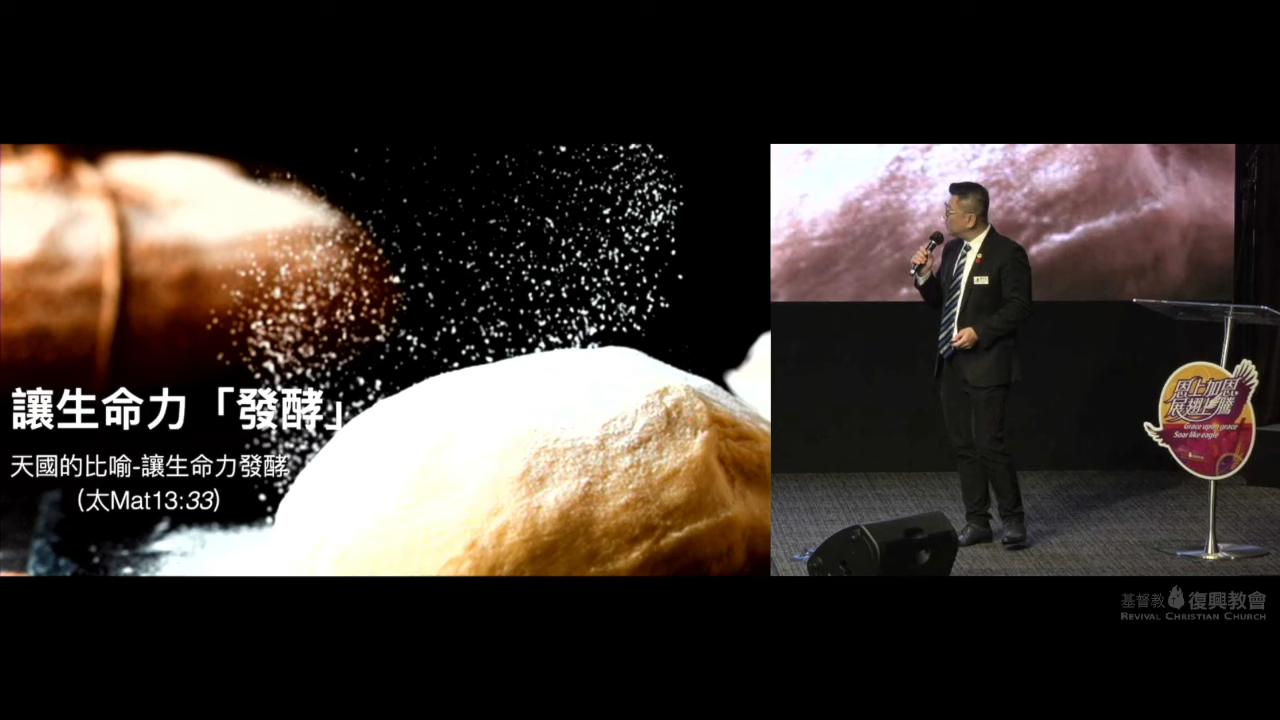 讓生命力「發酵」
天國的比喻-讓生命力發酵
(太Mat13:33)
恩上加恩
展翅上騰
Grace upon grace
Soar like eagle
基督教 復興教會
REVIVAL CHRISTIAN CHURCH